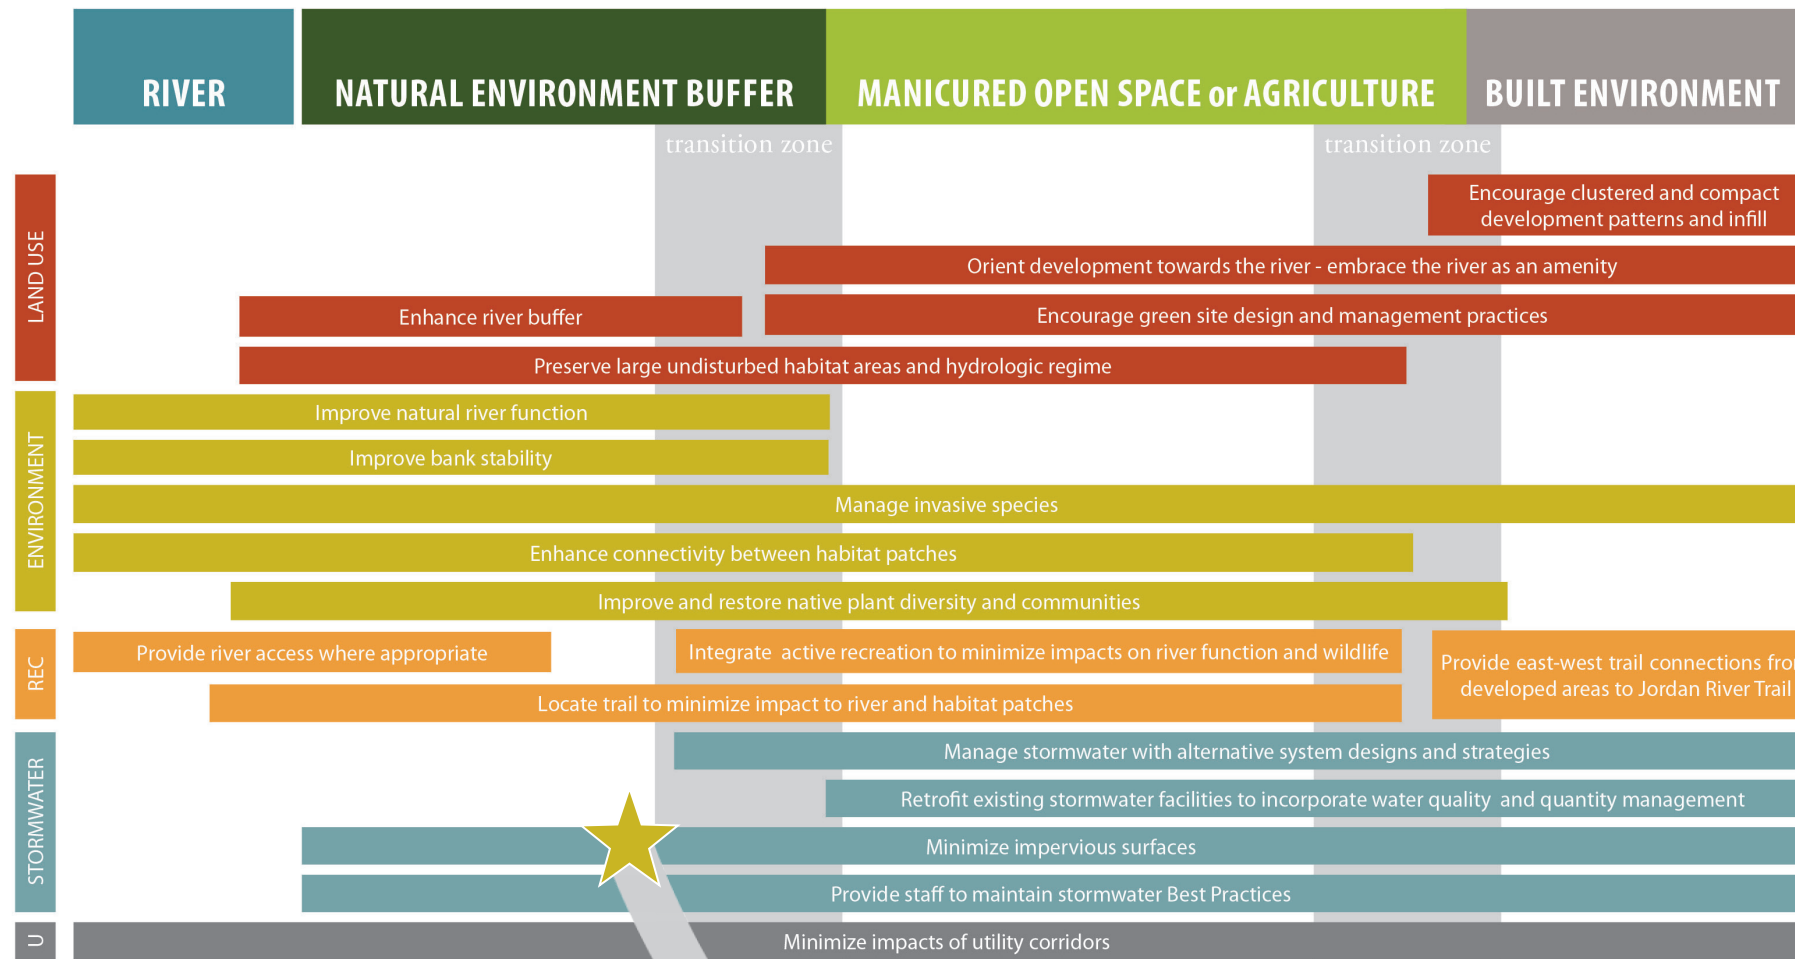 RIVER
NATURAL ENVIRONMENT BUFFER
MANICURED OPEN SPACE or AGRICULTURE
BUILT ENVIRONMENT
transition zone
transition zone
LAND USE
Encourage clustered and compact
development patterns and infill
Orient development towards the river - embrace the river as an amenity
Enhance river buffer
Encourage green site design and management practices
Preserve large undisturbed habitat areas and hydrologic regime
ENVIRONMENT
Improve natural river function
Improve bank stability
Manage invasive species
Enhance connectivity between habitat patches
Improve and restore native plant diversity and communities
REC
Provide river access where appropriate
Integrate active recreation to minimize impacts on river function and wildlife
Provide east-west trail connections
developed areas to Jordan River Trail
Locate trail to minimize impact to river and habitat patches
STORMWATER
Manage stormwater with alternative system designs and strategies
Retrofit existing stormwater facilities to incorporate water quality and quantity management
Minimize impervious surfaces
Provide staff to maintain stormwater Best Practices
U
Minimize impacts of utility corridors